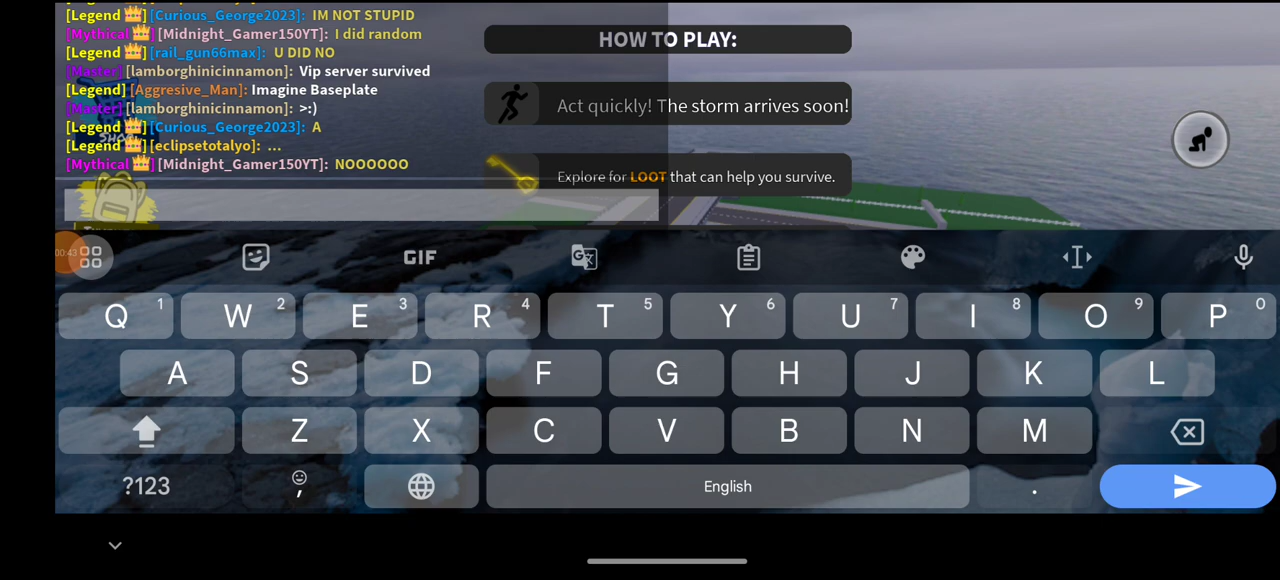 [Legend 👑] [Curious_George2023]: IM NOT STUPID
[Mythical 👑] [Midnight_Gamer150YT]: I did random
[Legend 👑] [rail_gun66max]: U DID NO
[Master] [lamborghinicinnamon]: Vip server survived
[Legend] [Aggresive_Man]: Imagine Baseplate
[Master] [lamborghinicinnamon]: >:)
[Legend 👑] [Curious_George2023]: A
[Legend 👑] [eclipsetotalyo]: ...
[Mythical 👑] [Midnight_Gamer150YT]: NOOOOOO
HOW TO PLAY:
Act quickly! The storm arrives soon!
Explore for LOOT that can help you survive.
00:43
GIF
Q 1 W 2 E 3 R 4 T 5 Y 6 U 7 I 8 O 9 P 0
A S D F G H J K L
Z X C V B N M
?123 , English .